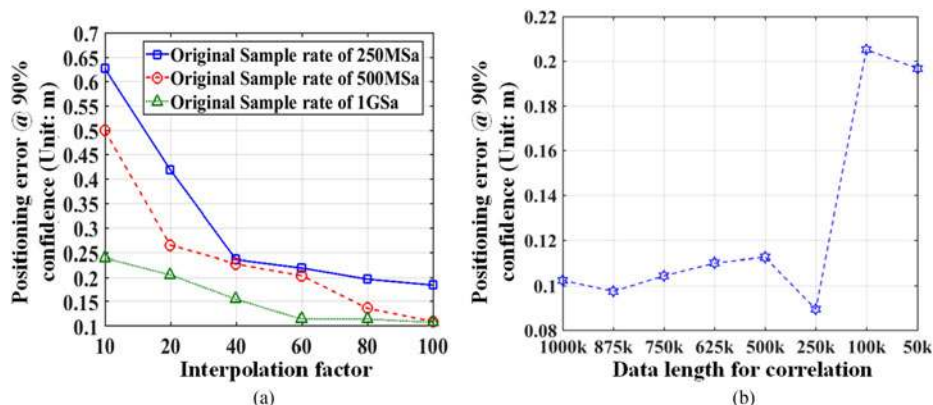 Positioning error @ 90%
confidence (Unit: m)
0.7
0.65
0.6
0.55
0.5
0.45
0.4
0.35
0.3
0.25
0.2
0.15
0.1
Original Sample rate of 250MSa
Original Sample rate of 500MSa
Original Sample rate of 1GSa
10 20 40 60 80 100
Interpolation factor
(a)
Positioning error @ 90%
confidence (Unit: m)
0.22
0.2
0.18
0.16
0.14
0.12
0.1
0.08
1000k 875k 750k 625k 500k 250k 100k 50k
Data length for correlation
(b)